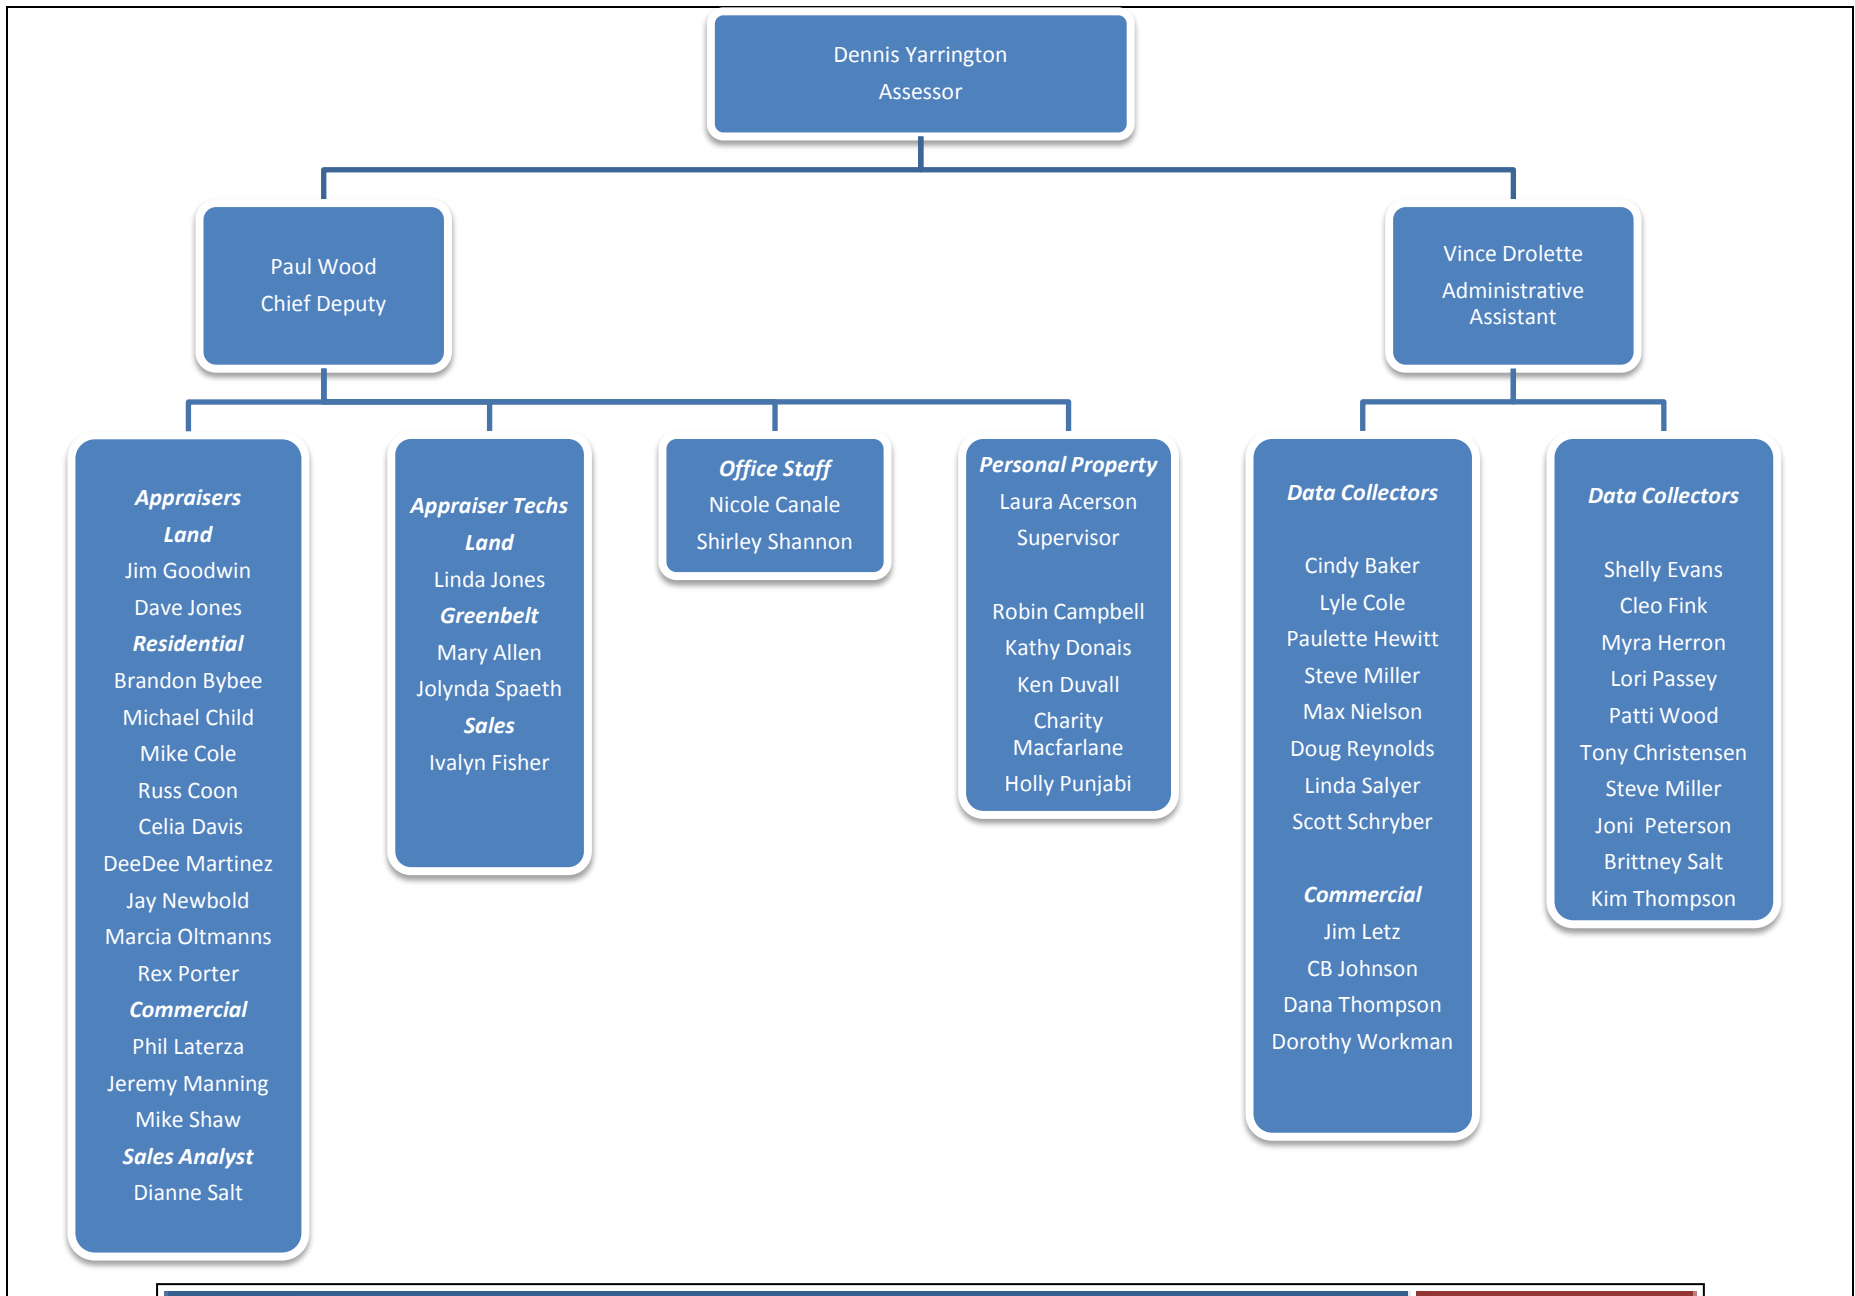 Dennis Yarrington
Assessor
Paul Wood
Chief Deputy
Vince Drolette
Administrative
Assistant
Appraisers
Land
Jim Goodwin
Dave Jones
Residential
Brandon Bybee
Michael Child
Mike Cole
Russ Coon
Celia Davis
DeeDee Martinez
Jay Newbold
Marcia Oltmanns
Rex Porter
Commercial
Phil Laterza
Jeremy Manning
Mike Shaw
Sales Analyst
Dianne Salt
Appraiser Techs
Land
Linda Jones
Greenbelt
Mary Allen
Jolynda Spaeth
Sales
Ivalyn Fisher
Office Staff
Nicole Canale
Shirley Shannon
Personal Property
Laura Acerson
Supervisor
Robin Campbell
Kathy Donais
Ken Duvall
Charity
Macfarlane
Holly Punjabi
Data Collectors
Cindy Baker
Lyle Cole
Paulette Hewitt
Steve Miller
Max Nielson
Doug Reynolds
Linda Salyer
Scott Schryber
Commercial
Jim Letz
CB Johnson
Dana Thompson
Dorothy Workman
Data Collectors
Shelly Evans
Cleo Fink
Myra Herron
Lori Passey
Patti Wood
Tony Christensen
Steve Miller
Joni  Peterson
Brittney Salt
Kim Thompson